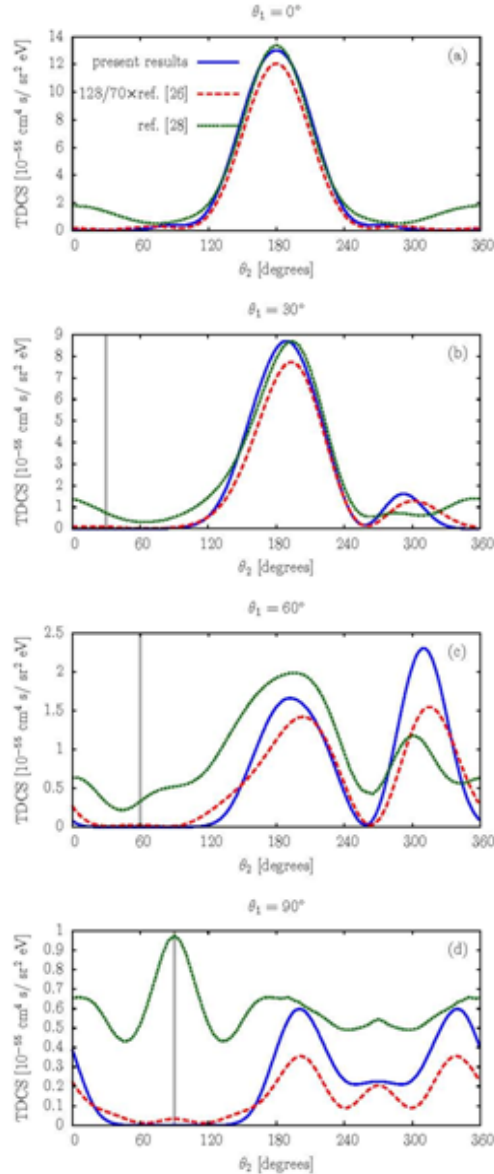 θ₁ = 0°
14
12
10
8
6
4
2
0
TDCS [10⁻⁵⁵ cm⁴ s/ sr² eV]
present results
128/70×ref. [26]
ref. [28]
(a)
0 60 120 180 240 300 360
θ₂ [degrees]
θ₁ = 30°
9
8
7
6
5
4
3
2
1
0
TDCS [10⁻⁵⁵ cm⁴ s/ sr² eV]
(b)
0 60 120 180 240 300 360
θ₂ [degrees]
θ₁ = 60°
2.5
2
1.5
1
0.5
0
TDCS [10⁻⁵⁵ cm⁴ s/ sr² eV]
(c)
0 60 120 180 240 300 360
θ₂ [degrees]
θ₁ = 90°
1
0.9
0.8
0.7
0.6
0.5
0.4
0.3
0.2
0.1
0
TDCS [10⁻⁵⁵ cm⁴ s/ sr² eV]
(d)
0 60 120 180 240 300 360
θ₂ [degrees]